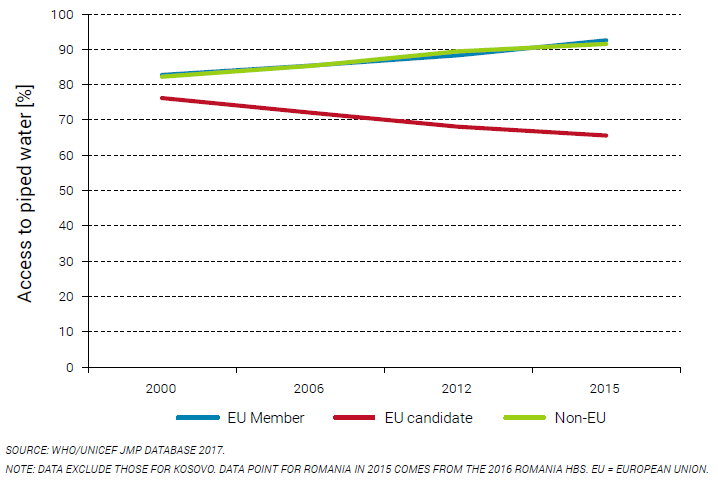 Access to piped water [%]
100
90
80
70
60
50
40
30
20
10
0
2000 2006 2012 2015
EU Member EU candidate Non-EU
SOURCE: WHO/UNICEF JMP DATABASE 2017.
NOTE: DATA EXCLUDE THOSE FOR KOSOVO. DATA POINT FOR ROMANIA IN 2015 COMES FROM THE 2016 ROMANIA HBS. EU = EUROPEAN UNION.